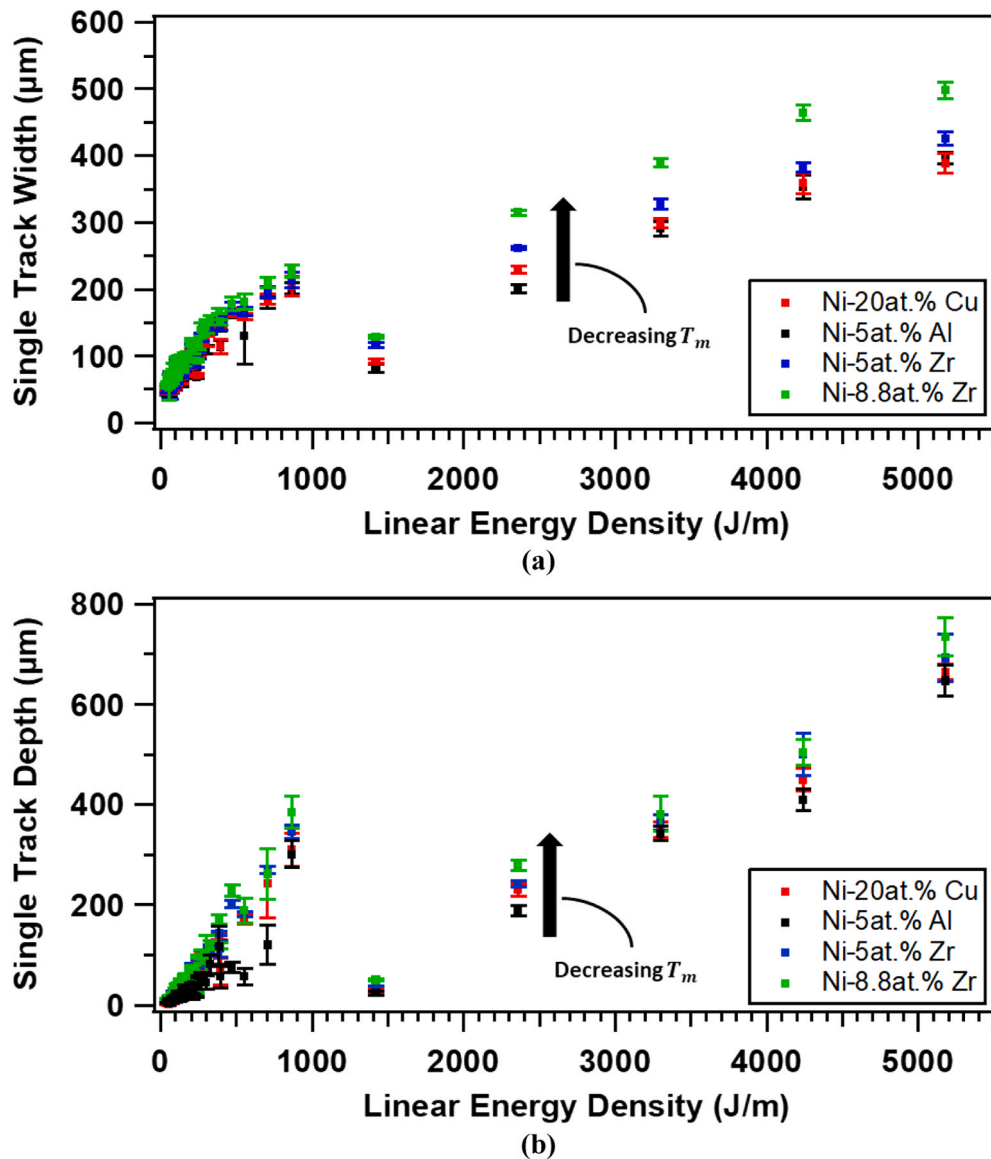 600
500
400
300
200
100
0
Single Track Width (μm)
Decreasing Tm
Ni-20at.% Cu
Ni-5at.% Al
Ni-5at.% Zr
Ni-8.8at.% Zr
0 1000 2000 3000 4000 5000
Linear Energy Density (J/m)
(a)
800
600
400
200
0
Single Track Depth (μm)
Decreasing Tm
Ni-20at.% Cu
Ni-5at.% Al
Ni-5at.% Zr
Ni-8.8at.% Zr
0 1000 2000 3000 4000 5000
Linear Energy Density (J/m)
(b)